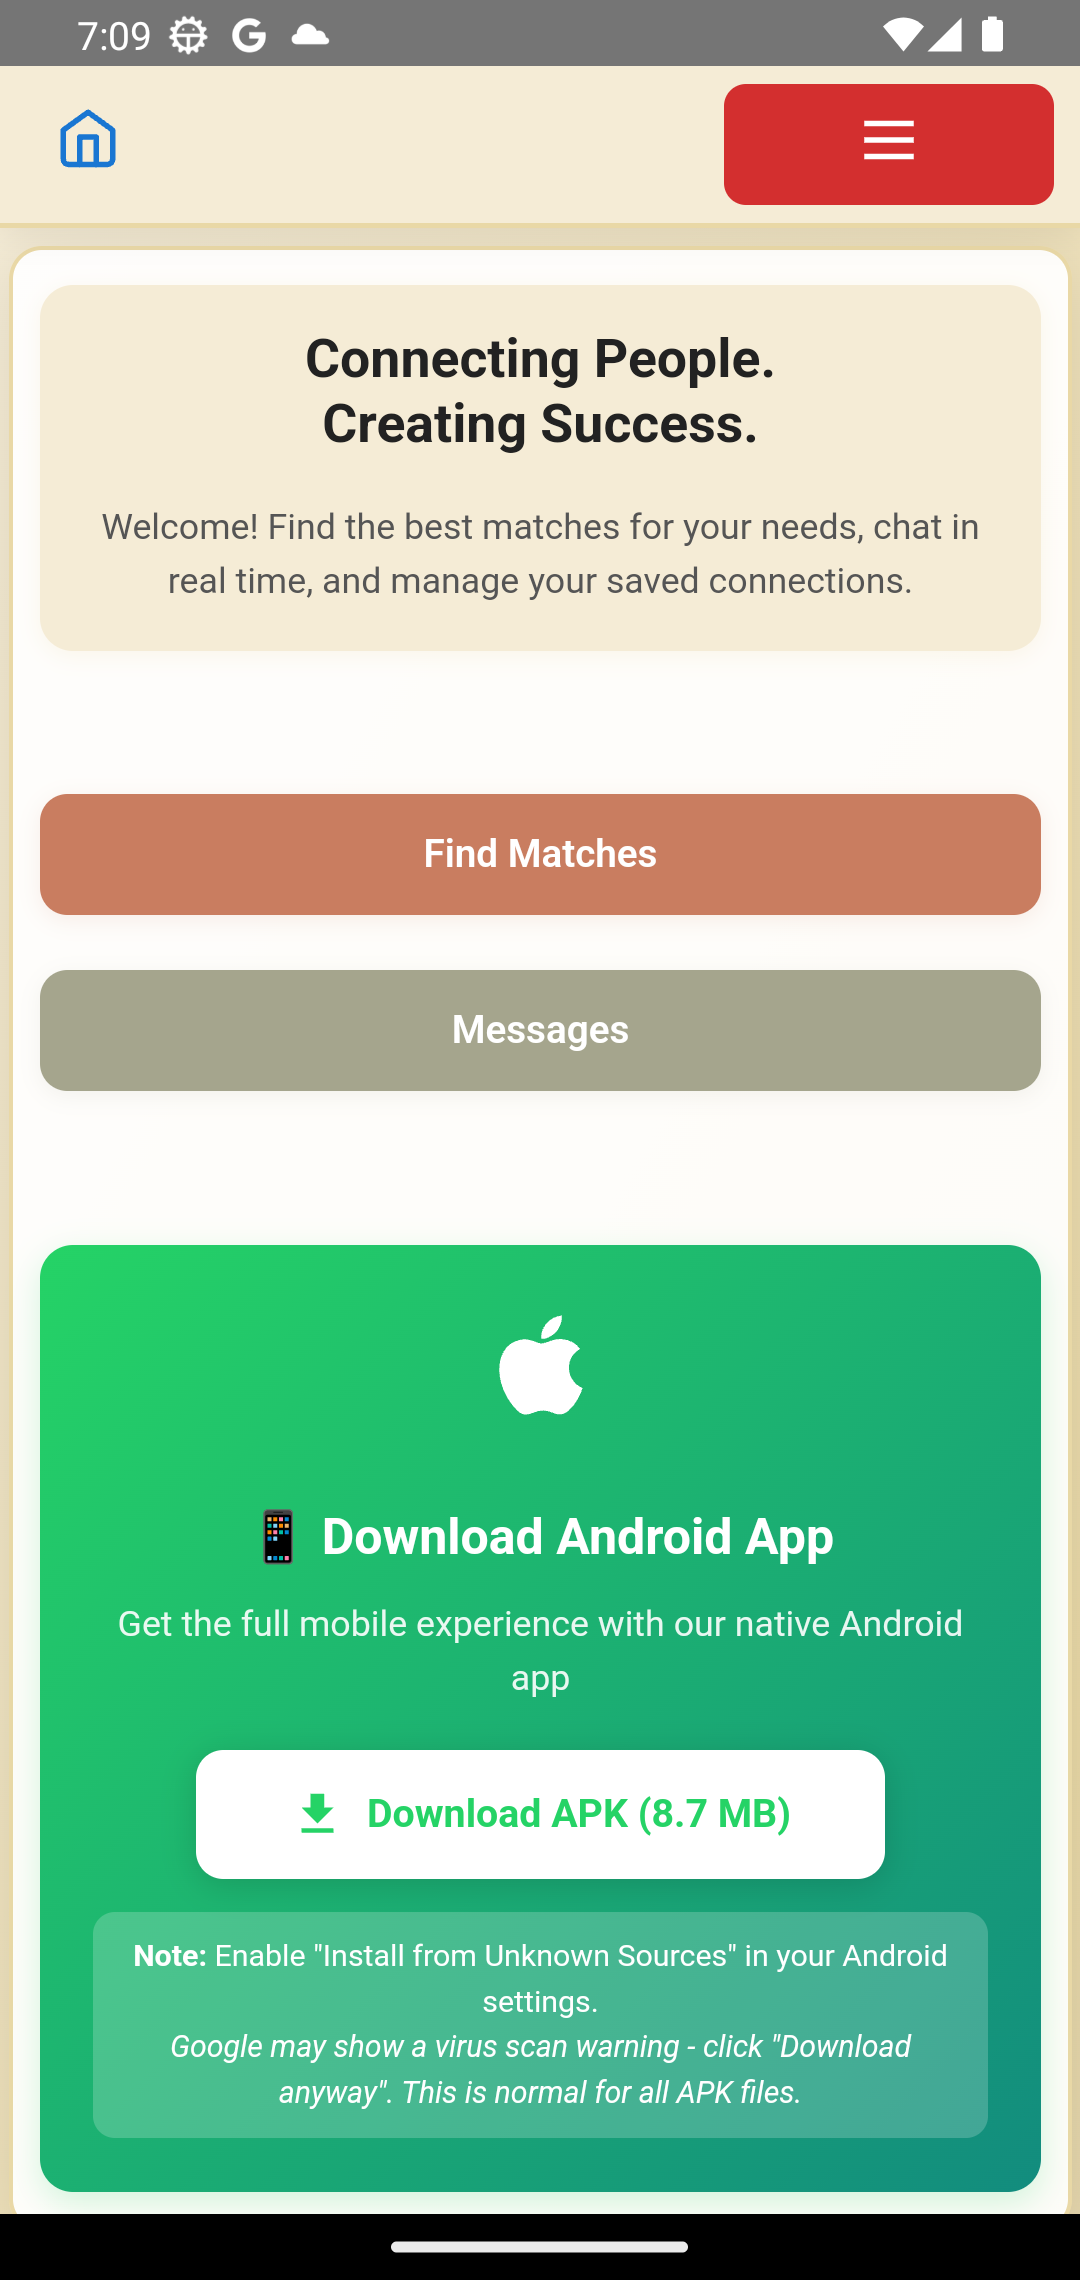 7:09
Connecting People.
Creating Success.
Welcome! Find the best matches for your needs, chat in
real time, and manage your saved connections.
Find Matches
Messages
Download Android App
Get the full mobile experience with our native Android
app
Download APK (8.7 MB)
Note: Enable "Install from Unknown Sources" in your Android
settings.
Google may show a virus scan warning - click "Download
anyway". This is normal for all APK files.